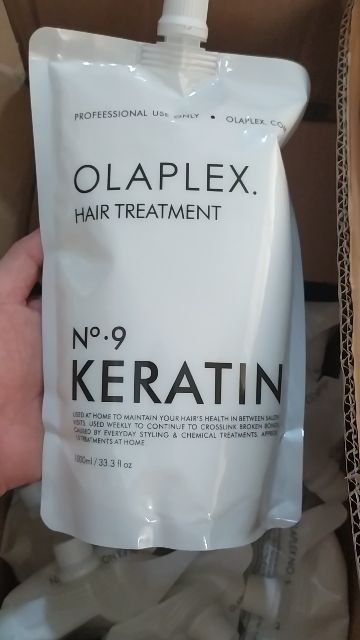 PROFEESSIONAL USE ONLY • OLAPLEX. COM
OLAPLEX.
HAIR TREATMENT
Nº.9
KERATIN
USED AT HOME TO MAINTAIN YOUR HAIR'S HEALTH IN BETWEEN SALON
VISITS. USED WEEKLY TO CONTINUE TO CROSSLINK BROKEN BONDS
CAUSED BY EVERYDAY STYLING & CHEMICAL TREATMENTS. APPROX.
TREATMENTS AT HOME
1000ml / 33.3 fl oz